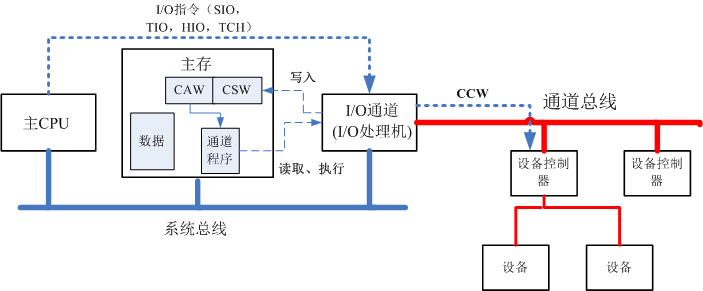 I/O指令（SIO，
TIO，HIO，TCH）
主存
CAW
CSW
写入
CCW
通道总线
主CPU
I/O通道
(I/O处理机)
数据
通道
程序
读取、执行
设备控制
器
设备控制
器
系统总线
设备
设备